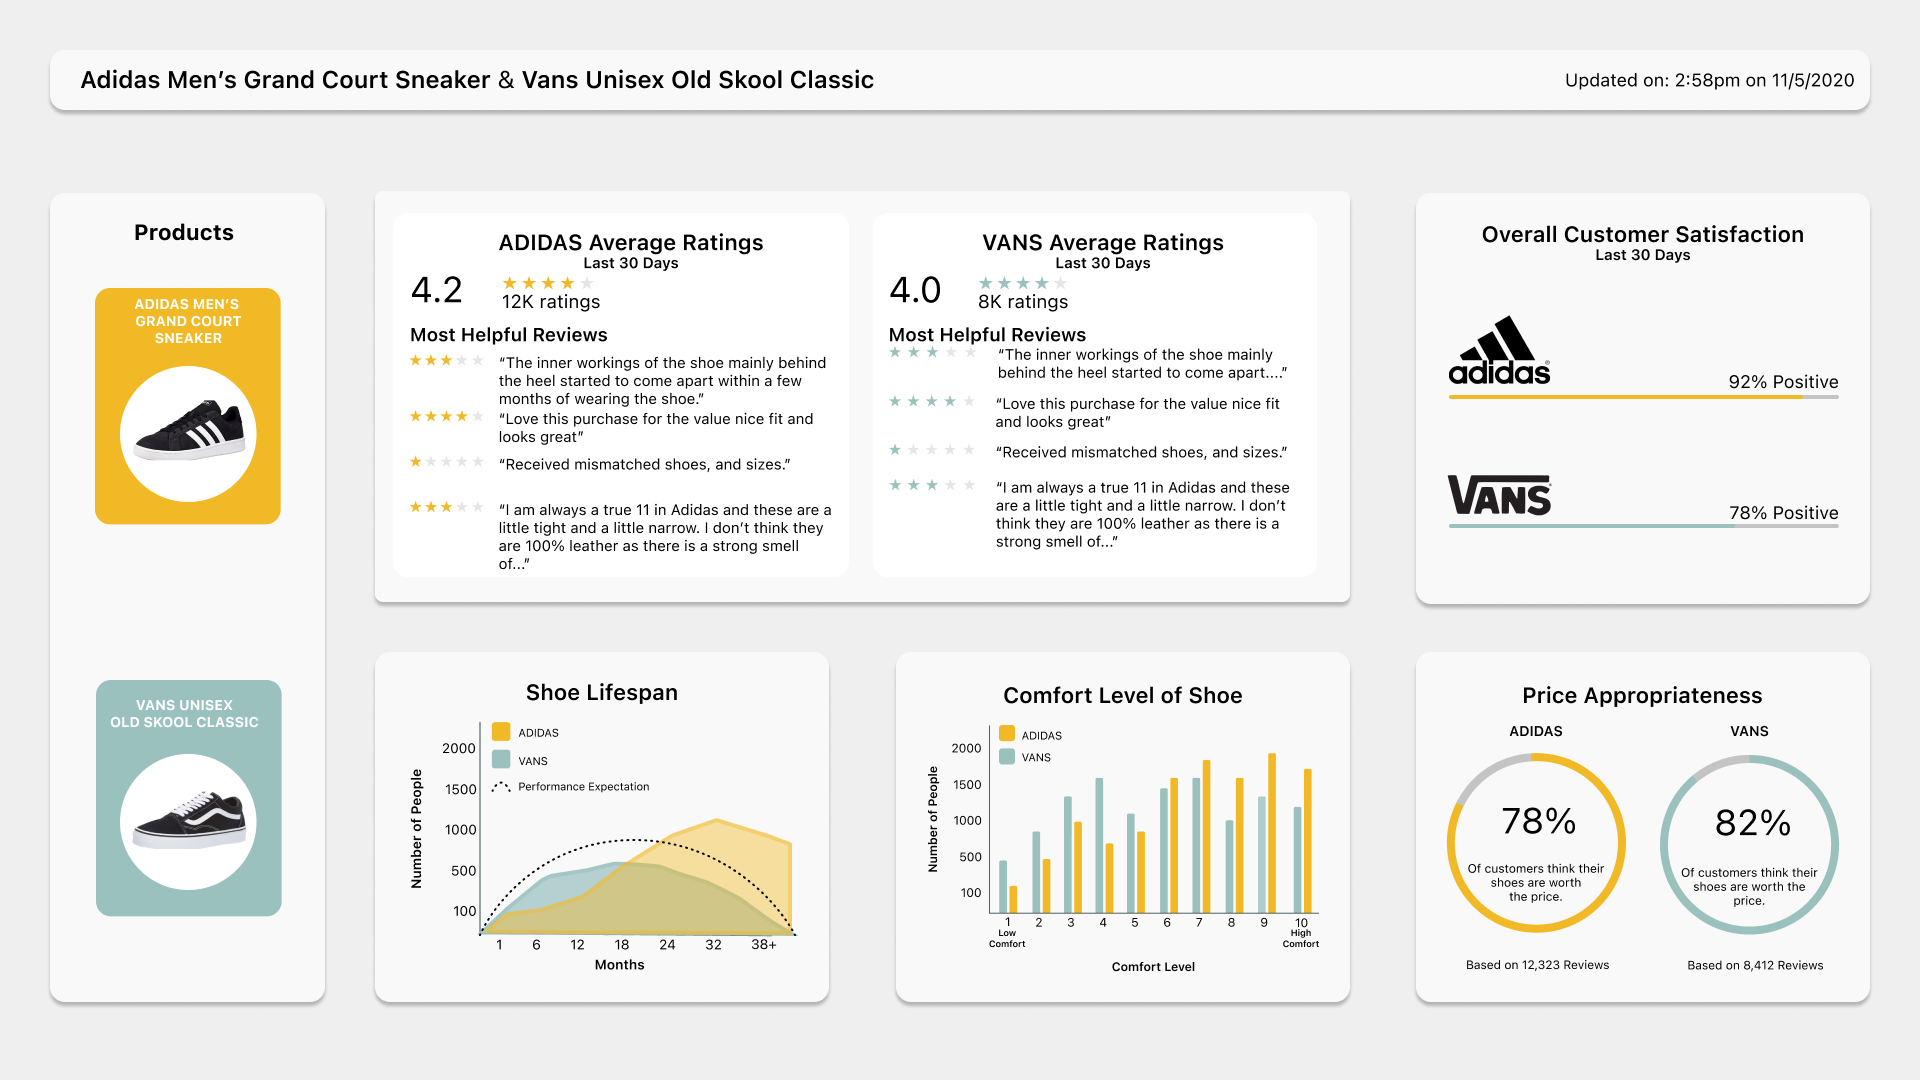 Adidas Men’s Grand Court Sneaker & Vans Unisex Old Skool Classic
Updated on: 2:58pm on 11/5/2020
Products
ADIDAS MEN’S
GRAND COURT
SNEAKER
VANS UNISEX
OLD SKOOL CLASSIC
ADIDAS Average Ratings
Last 30 Days
4.2
12K ratings
Most Helpful Reviews
“The inner workings of the shoe mainly behind
the heel started to come apart within a few
months of wearing the shoe.”
“Love this purchase for the value nice fit and
looks great”
“Received mismatched shoes, and sizes.”
“I am always a true 11 in Adidas and these are a
little tight and a little narrow. I don’t think they
are 100% leather as there is a strong smell
of...”
VANS Average Ratings
Last 30 Days
4.0
8K ratings
Most Helpful Reviews
“The inner workings of the shoe mainly
behind the heel started to come apart....”
“Love this purchase for the value nice fit
and looks great”
“Received mismatched shoes, and sizes.”
“I am always a true 11 in Adidas and these
are a little tight and a little narrow. I don’t
think they are 100% leather as there is a
strong smell of...”
Overall Customer Satisfaction
Last 30 Days
adidas
92% Positive
VANS
78% Positive
Shoe Lifespan
ADIDAS
VANS
Performance Expectation
Number of People
2000
1500
1000
500
100
1 6 12 18 24 32 38+
Months
Comfort Level of Shoe
ADIDAS
VANS
Number of People
2000
1500
1000
500
100
1 2 3 4 5 6 7 8 9 10
Low
Comfort
High
Comfort
Comfort Level
Price Appropriateness
ADIDAS
78%
Of customers think their
shoes are worth
the price.
Based on 12,323 Reviews
VANS
82%
Of customers think their
shoes are worth the
price.
Based on 8,412 Reviews